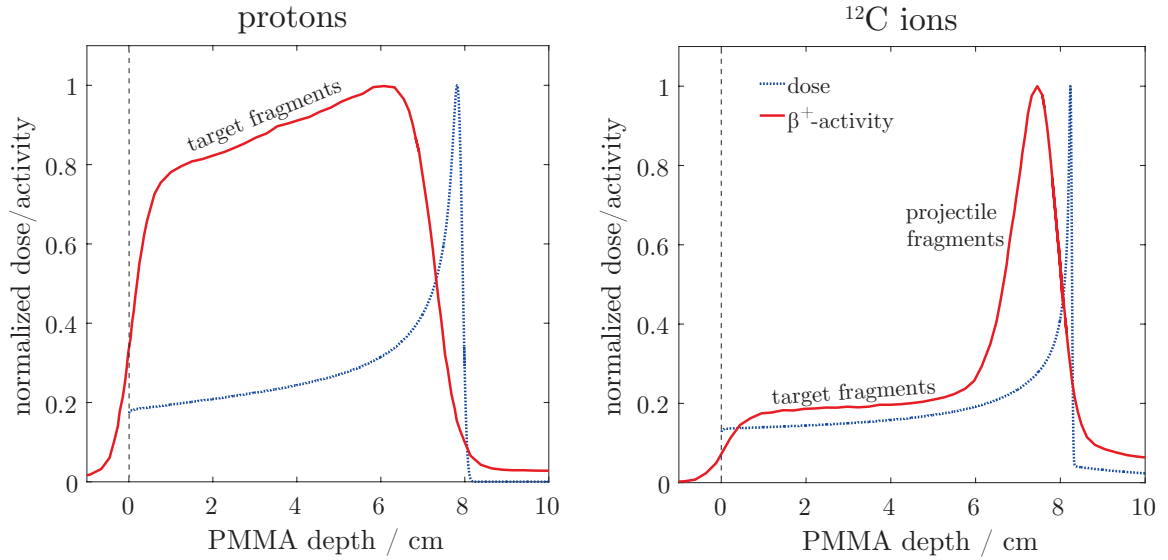 protons
normalized dose/activity
1
0.8
0.6
0.4
0.2
0
target fragments
0
2
4
6
8
10
PMMA depth / cm
¹²C ions
normalized dose/activity
1
0.8
0.6
0.4
0.2
0
dose
β⁺-activity
projectile
fragments
target fragments
0
2
4
6
8
10
PMMA depth / cm